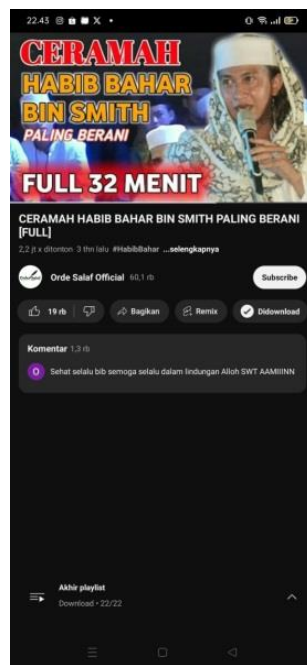 22.43
CERAMAH
HABIB BAHAR
BIN SMITH
PALING BERANI
FULL 32 MENIT
CERAMAH HABIB BAHAR BIN SMITH PALING BERANI
[FULL]
2,2 jt x ditonton 3 thn lalu #HabibBahar ...selengkapnya
Orde Salaf Official 60,1 rb
Subscribe
19 rb
Bagikan
Remix
Didownload
Komentar 1,3 rb
O
Sehat selalu bib semoga selalu dalam lindungan Alloh SWT AAMIIINN
Akhir playlist
Download • 22/22